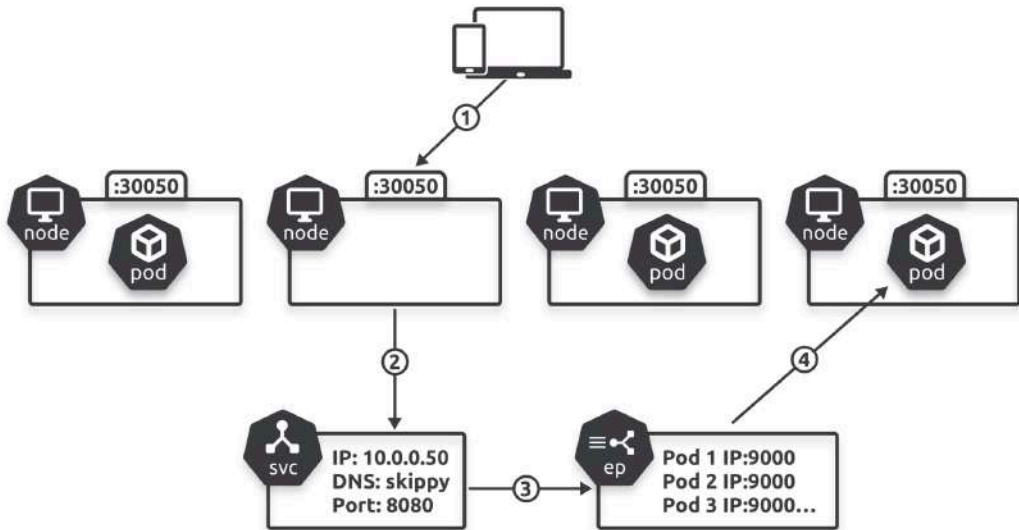 1
:30050
:30050
:30050
:30050
node
node
node
node
pod
pod
pod
2
4
svc
IP: 10.0.0.50
DNS: skippy
Port: 8080
3
ep
Pod 1 IP:9000
Pod 2 IP:9000
Pod 3 IP:9000...